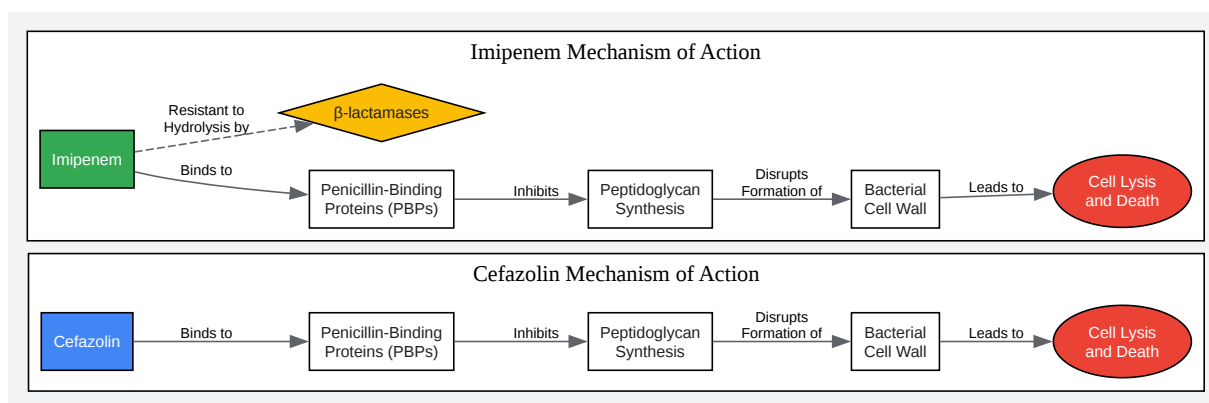 Imipenem Mechanism of Action
Resistant to
Hydrolysis by
β-lactamases
Imipenem
Binds to
Penicillin-Binding
Proteins (PBPs)
Inhibits
Peptidoglycan
Synthesis
Disrupts
Formation of
Bacterial
Cell Wall
Leads to
Cell Lysis
and Death
Cefazolin Mechanism of Action
Cefazolin
Binds to
Penicillin-Binding
Proteins (PBPs)
Inhibits
Peptidoglycan
Synthesis
Disrupts
Formation of
Bacterial
Cell Wall
Leads to
Cell Lysis
and Death